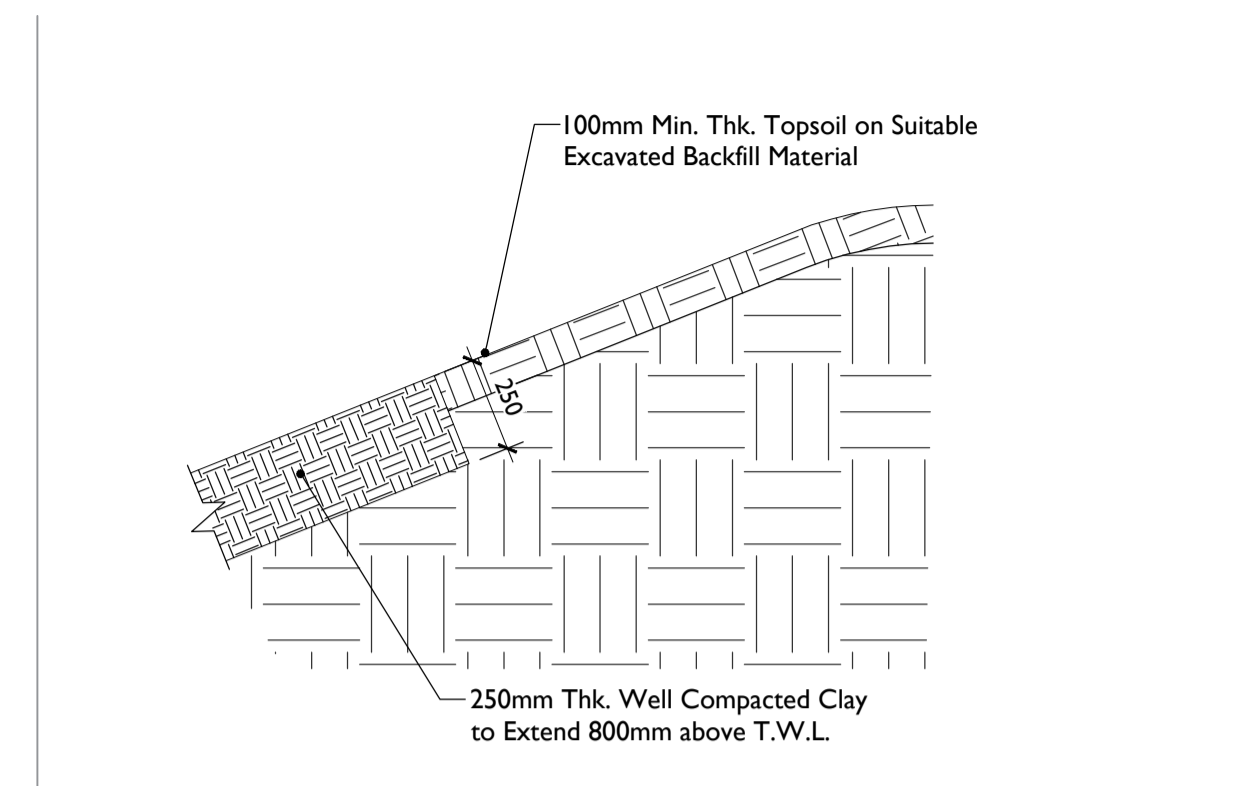 100mm Min. Thk. Topsoil on Suitable
Excavated Backfill Material
250
250mm Thk. Well Compacted Clay
to Extend 800mm above T.W.L.